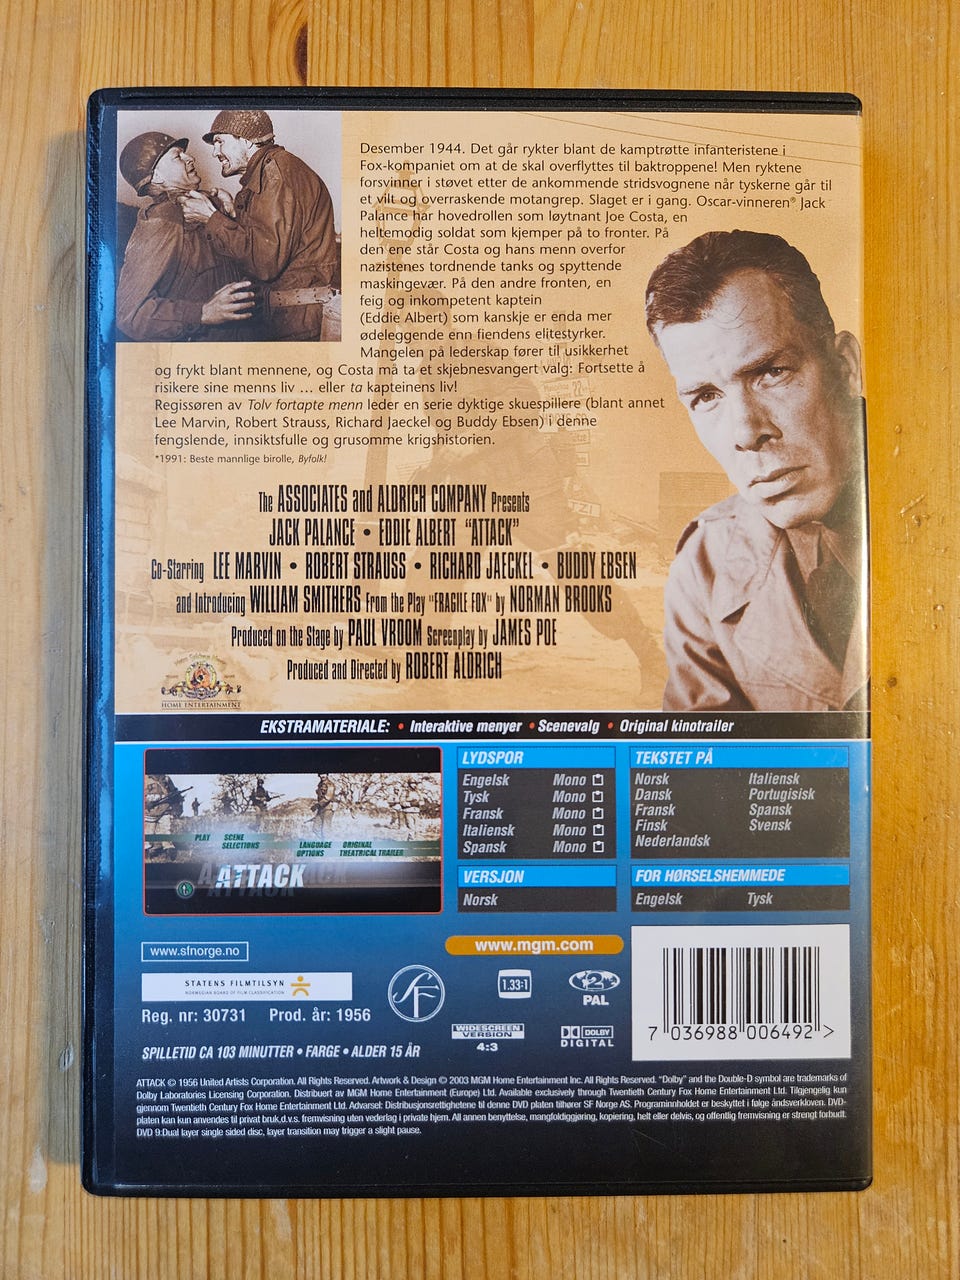 Desember 1944. Det går rykter blant de kamptrøtte infanteristene i
Fox-kompaniet om at de skal overflyttes til baktroppene! Men ryktene
forsvinner i støvet etter de ankommende stridsvognene når tyskerne går til
et vilt og overraskende motangrep. Slaget er i gang. Oscar-vinneren® Jack
Palance har hovedrollen som løytnant Joe Costa, en
heltemodig soldat som kjemper på to fronter. På
den ene står Costa og hans menn overfor
nazistenes tordnende tanks og spyttende
maskingevær. På den andre fronten, en
feig og inkompetent kaptein
(Eddie Albert) som kanskje er enda mer
ødeleggende enn fiendens elitestyrker.
Mangelen på lederskap fører til usikkerhet
og frykt blant mennene, og Costa må ta et skjebnesvangert valg: Fortsette å
risikere sine menns liv ... eller ta kapteinens liv!
Regissøren av Tolv fortapte menn leder en serie dyktige skuespillere (blant annet
Lee Marvin, Robert Strauss, Richard Jaeckel og Buddy Ebsen) i denne
fengslende, innsiktsfulle og grusomme krigshistorien.
*1991: Beste mannlige birolle, Byfolk!
The ASSOCIATES and ALDRICH COMPANY Presents
JACK PALANCE • EDDIE ALBERT "ATTACK"
Co-Starring LEE MARVIN • ROBERT STRAUSS • RICHARD JAECKEL • BUDDY EBSEN
and Introducing WILLIAM SMITHERS From the Play "FRAGILE FOX" by NORMAN BROOKS
Produced on the Stage by PAUL VROOM Screenplay by JAMES POE
Produced and Directed by ROBERT ALDRICH
HOME ENTERTAINMENT
EKSTRAMATERIALE: • Interaktive menyer • Scenevalg • Original kinotrailer
PLAY SCENE SELECTIONS LANGUAGE OPTIONS ORIGINAL THEATRICAL TRAILER
ATTACK
LYDSPOR
Engelsk Mono
Tysk Mono
Fransk Mono
Italiensk Mono
Spansk Mono
VERSJON
Norsk
TEKSTET PÅ
Norsk Italiensk
Dansk Portugisisk
Fransk Spansk
Finsk Svensk
Nederlandsk
FOR HØRSELSHEMMEDE
Engelsk Tysk
www.sfnorge.no
www.mgm.com
STATENS FILMTILSYN
NORWEGIAN BOARD OF FILM CLASSIFICATION
Reg. nr: 30731 Prod. år: 1956
SF
1.33:1
2
PAL
WIDESCREEN
VERSION
4:3
DOLBY
DIGITAL
7 036988 006492 >
SPILLETID CA 103 MINUTTER • FARGE • ALDER 15 ÅR
ATTACK © 1956 United Artists Corporation. All Rights Reserved. Artwork & Design © 2003 MGM Home Entertainment Inc. All Rights Reserved. "Dolby" and the Double-D symbol are trademarks of
Dolby Laboratories Licensing Corporation. Distribuert av MGM Home Entertainment (Europe) Ltd. Available exclusively through Twentieth Century Fox Home Entertainment Ltd. Tilgjengelig kun
gjennom Twentieth Century Fox Home Entertainment Ltd. Advarsel: Distribusjonsrettighetene til denne DVD platen tilhører SF Norge AS. Programinnholdet er beskyttet i følge åndsverkloven. DVD-
platen kan kun anvendes til privat bruk,d.v.s. fremvisning uten vederlag i private hjem. All annen benyttelse, mangfoldiggjøring, kopiering, helt eller delvis, og offentlig fremvisning er strengt forbudt.
DVD 9:Dual layer single sided disc, layer transition may trigger a slight pause.